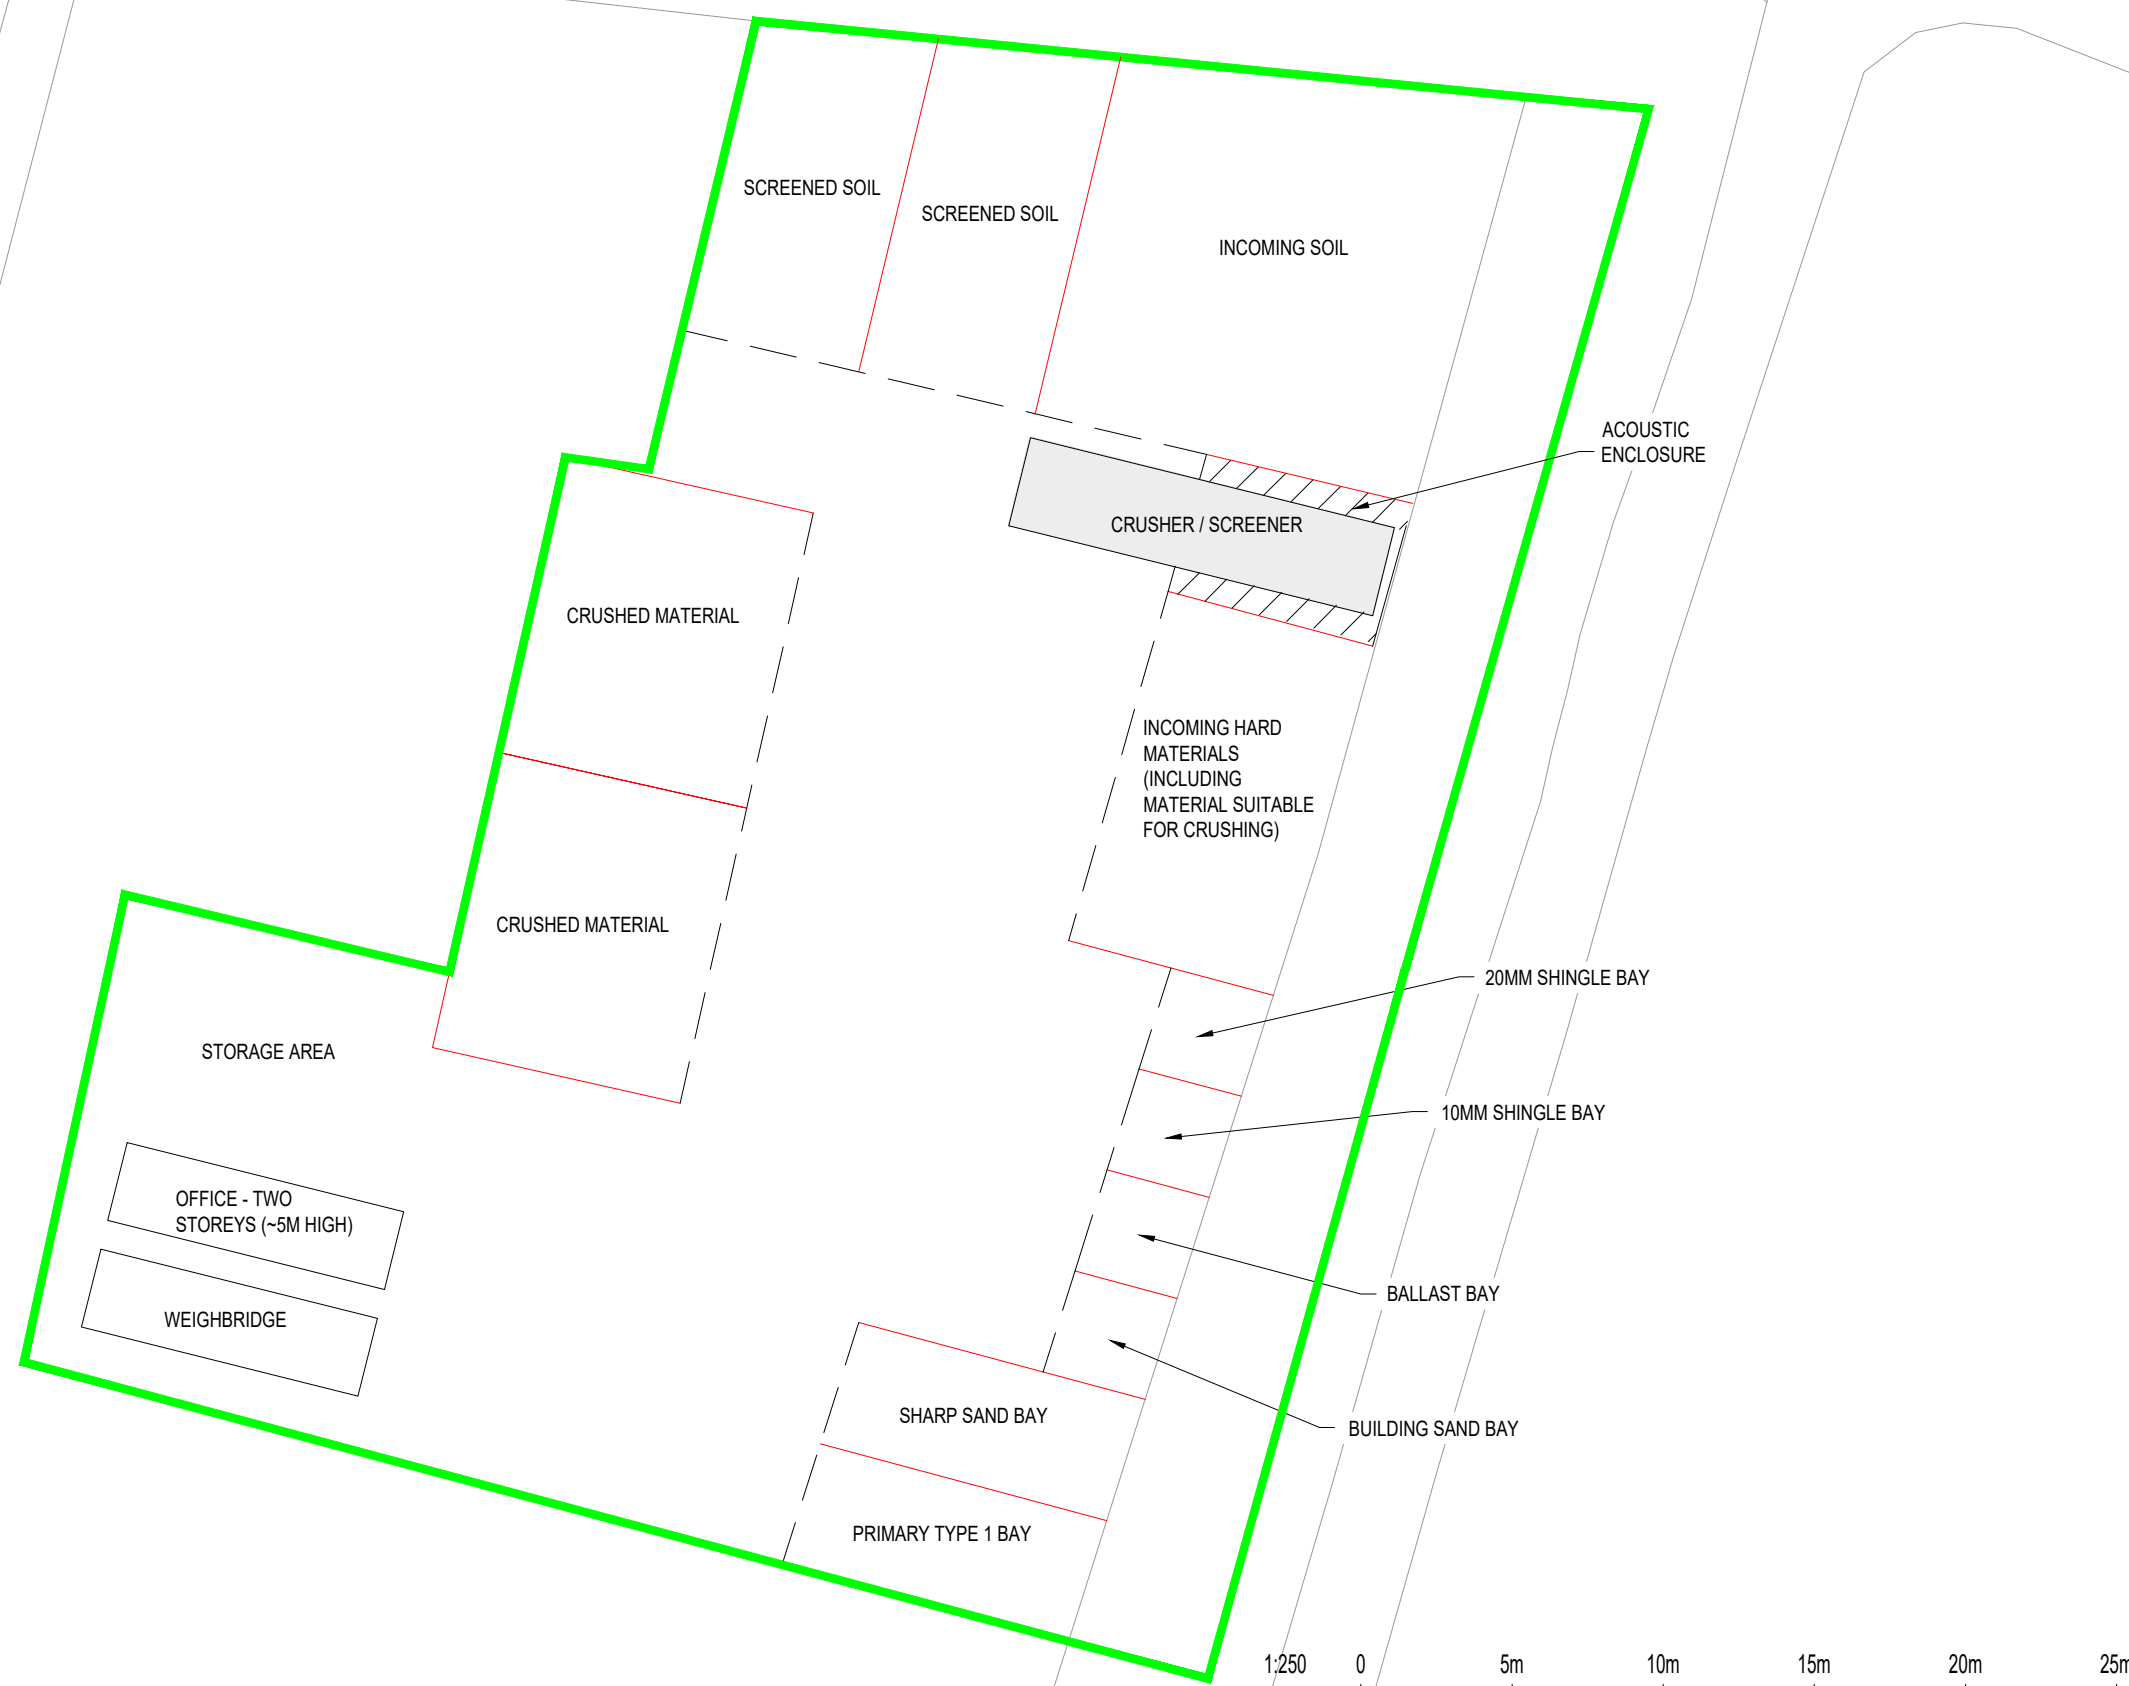 SCREENED SOIL
SCREENED SOIL
INCOMING SOIL
ACOUSTIC
ENCLOSURE
CRUSHER / SCREENER
CRUSHED MATERIAL
INCOMING HARD
MATERIALS
(INCLUDING
MATERIAL SUITABLE
FOR CRUSHING)
CRUSHED MATERIAL
20MM SHINGLE BAY
STORAGE AREA
10MM SHINGLE BAY
OFFICE - TWO
STOREYS (~5M HIGH)
BALLAST BAY
WEIGHBRIDGE
SHARP SAND BAY
BUILDING SAND BAY
PRIMARY TYPE 1 BAY
1:250 0 5m 10m 15m 20m 25m